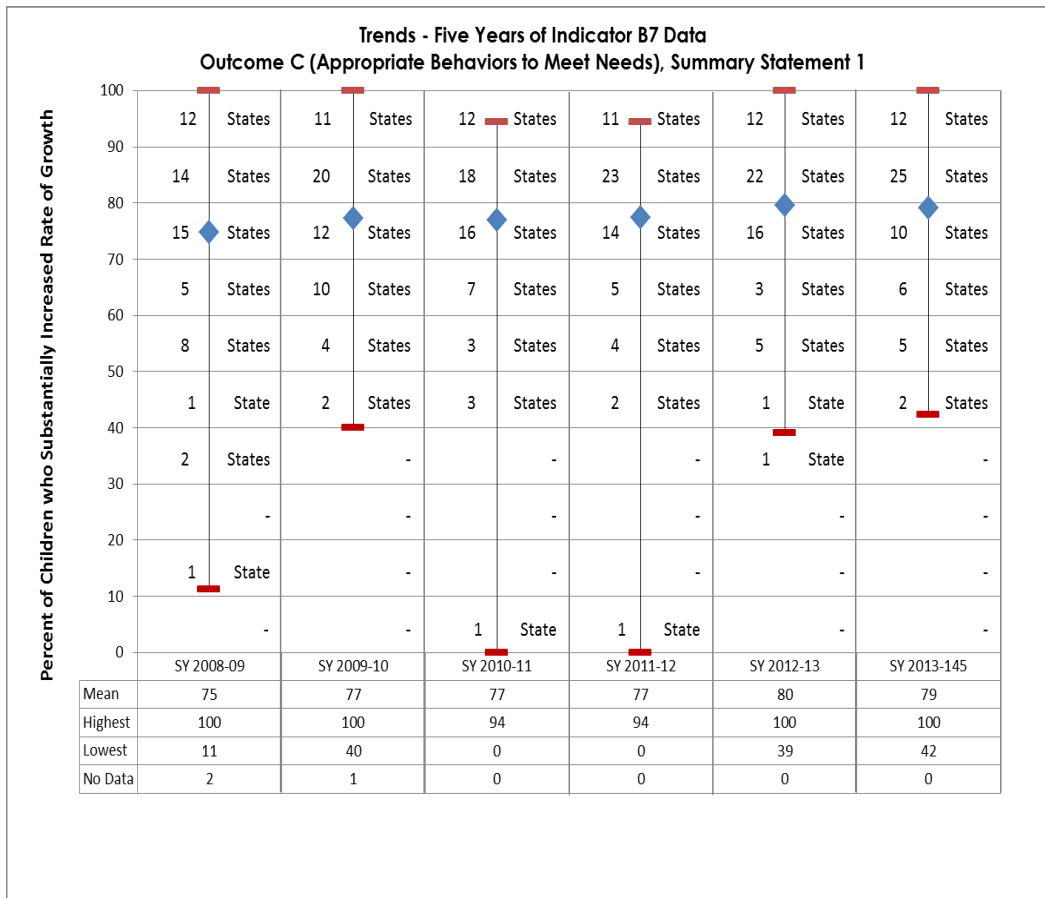 Trends - Five Years of Indicator B7 Data
Outcome C (Appropriate Behaviors to Meet Needs), Summary Statement 1
Percent of Children who Substantially Increased Rate of Growth
100
12 States 11 States 12 States 11 States 12 States 12 States
90
14 States 20 States 18 States 23 States 22 States 25 States
80
15 States 12 States 16 States 14 States 16 States 10 States
70
5 States 10 States 7 States 5 States 3 States 6 States
60
8 States 4 States 3 States 4 States 5 States 5 States
50
1 State 2 States 3 States 2 States 1 State 2 States
40
2 States - - - 1 State -
30
- - - - - -
20
1 State - - - - -
10
- - 1 State 1 State - -
0
SY 2008-09 SY 2009-10 SY 2010-11 SY 2011-12 SY 2012-13 SY 2013-145
Mean 75 77 77 77 80 79
Highest 100 100 94 94 100 100
Lowest 11 40 0 0 39 42
No Data 2 1 0 0 0 0